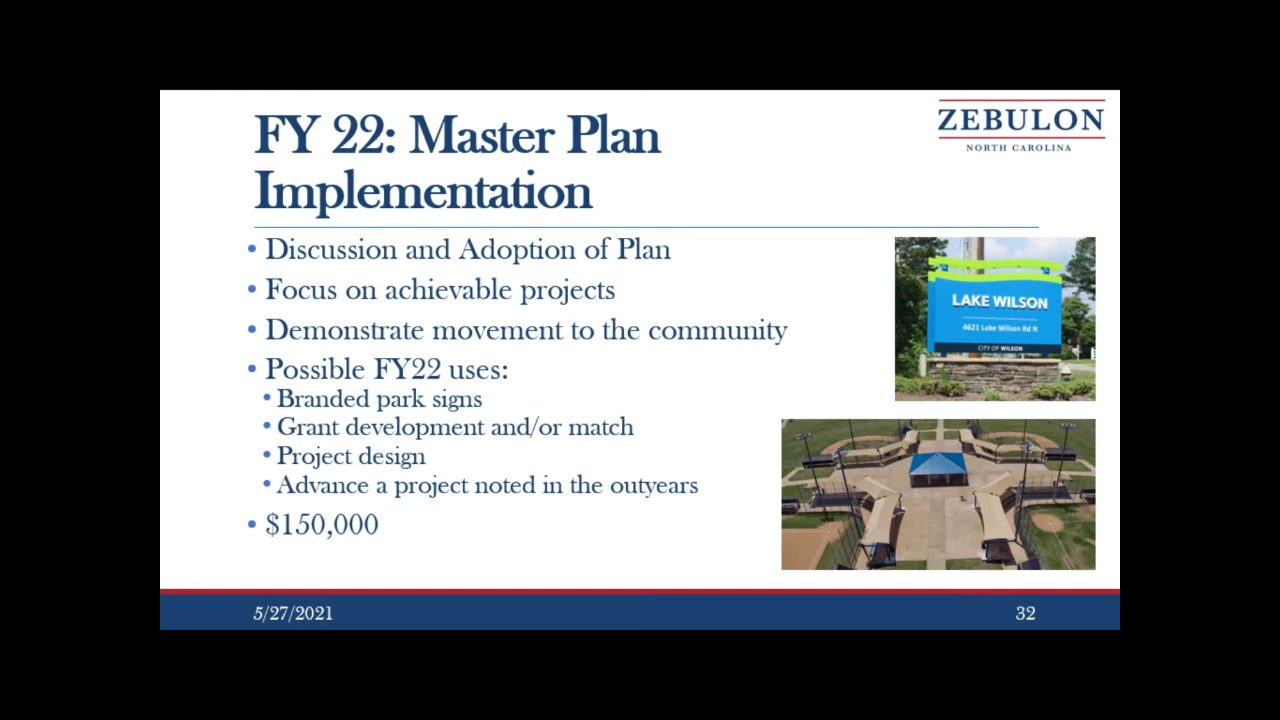 FY 22: Master Plan
Implementation
ZEBULON
NORTH CAROLINA
• Discussion and Adoption of Plan
• Focus on achievable projects
• Demonstrate movement to the community
• Possible FY22 uses:
• Branded park signs
• Grant development and/or match
• Project design
• Advance a project noted in the outyears
• $150,000
LAKE WILSON
4621 Lake Wilson Rd N
CITY OF WILSON
5/27/2021
32